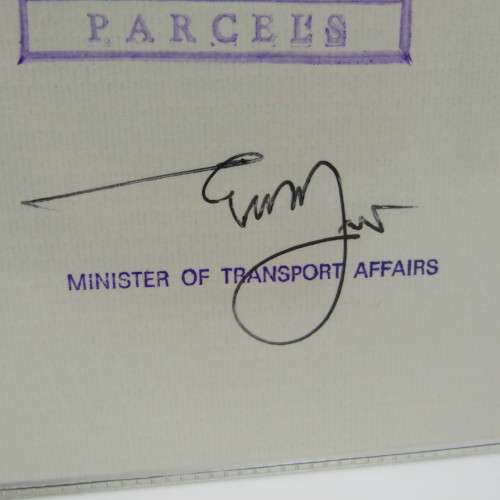 PARCELS
MINISTER OF TRANSPORT AFFAIRS